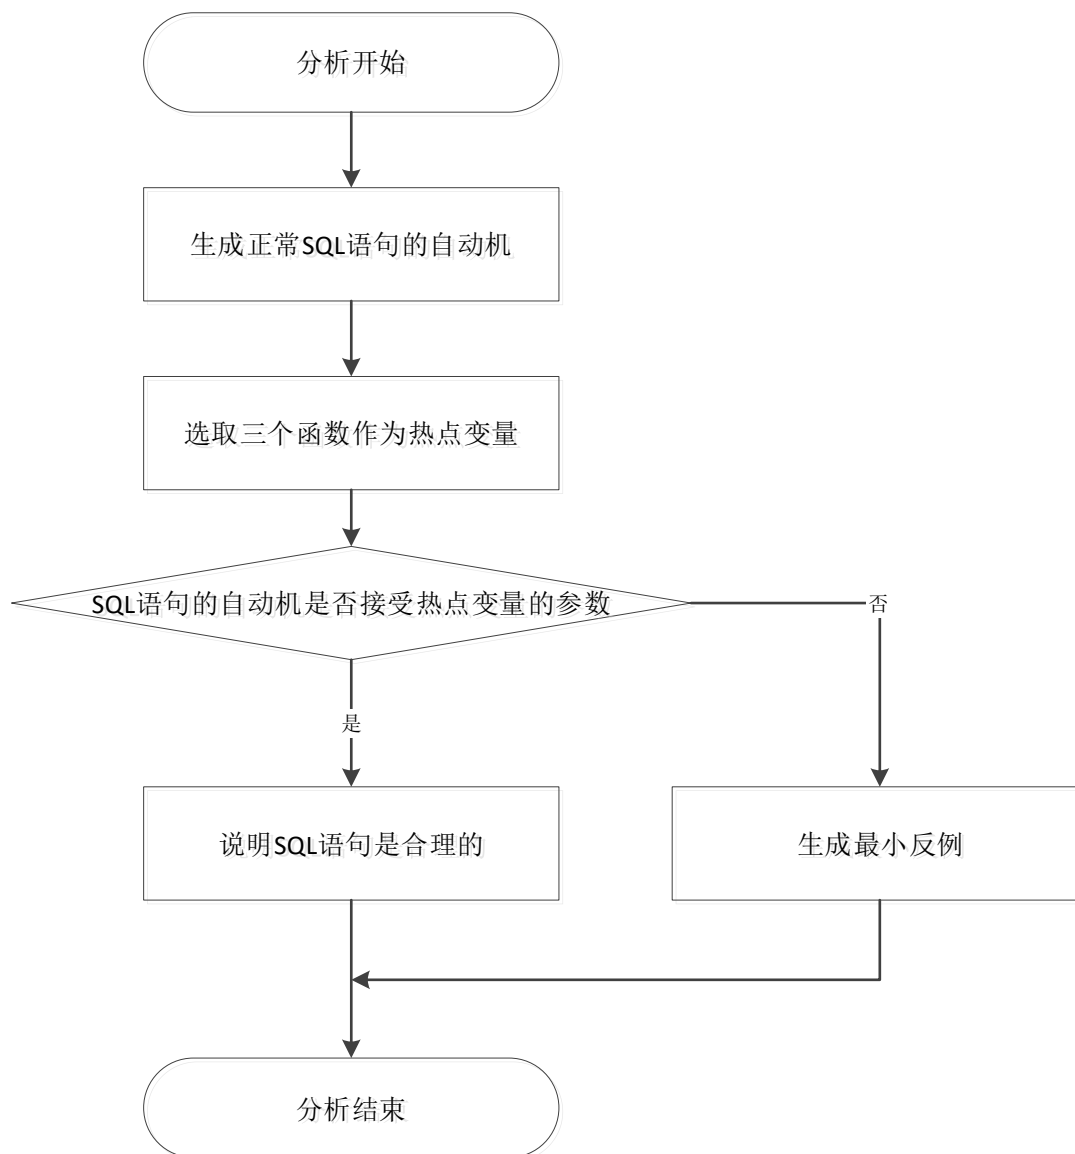 分析开始
生成正常SQL语句的自动机
选取三个函数作为热点变量
SQL语句的自动机是否接受热点变量的参数
否
是
说明SQL语句是合理的
生成最小反例
分析结束